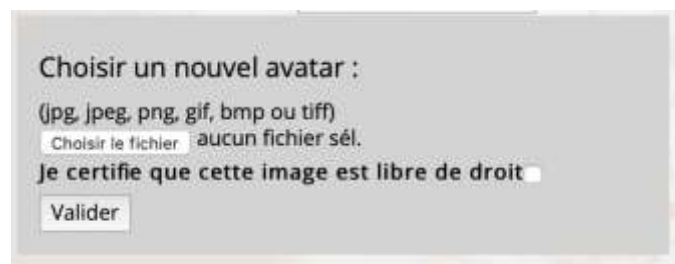 Choisir un nouvel avatar :
(jpg, jpeg, png, gif, bmp ou tiff)
Choisir le fichier aucun fichier sél.
Je certifie que cette image est libre de droit
Valider